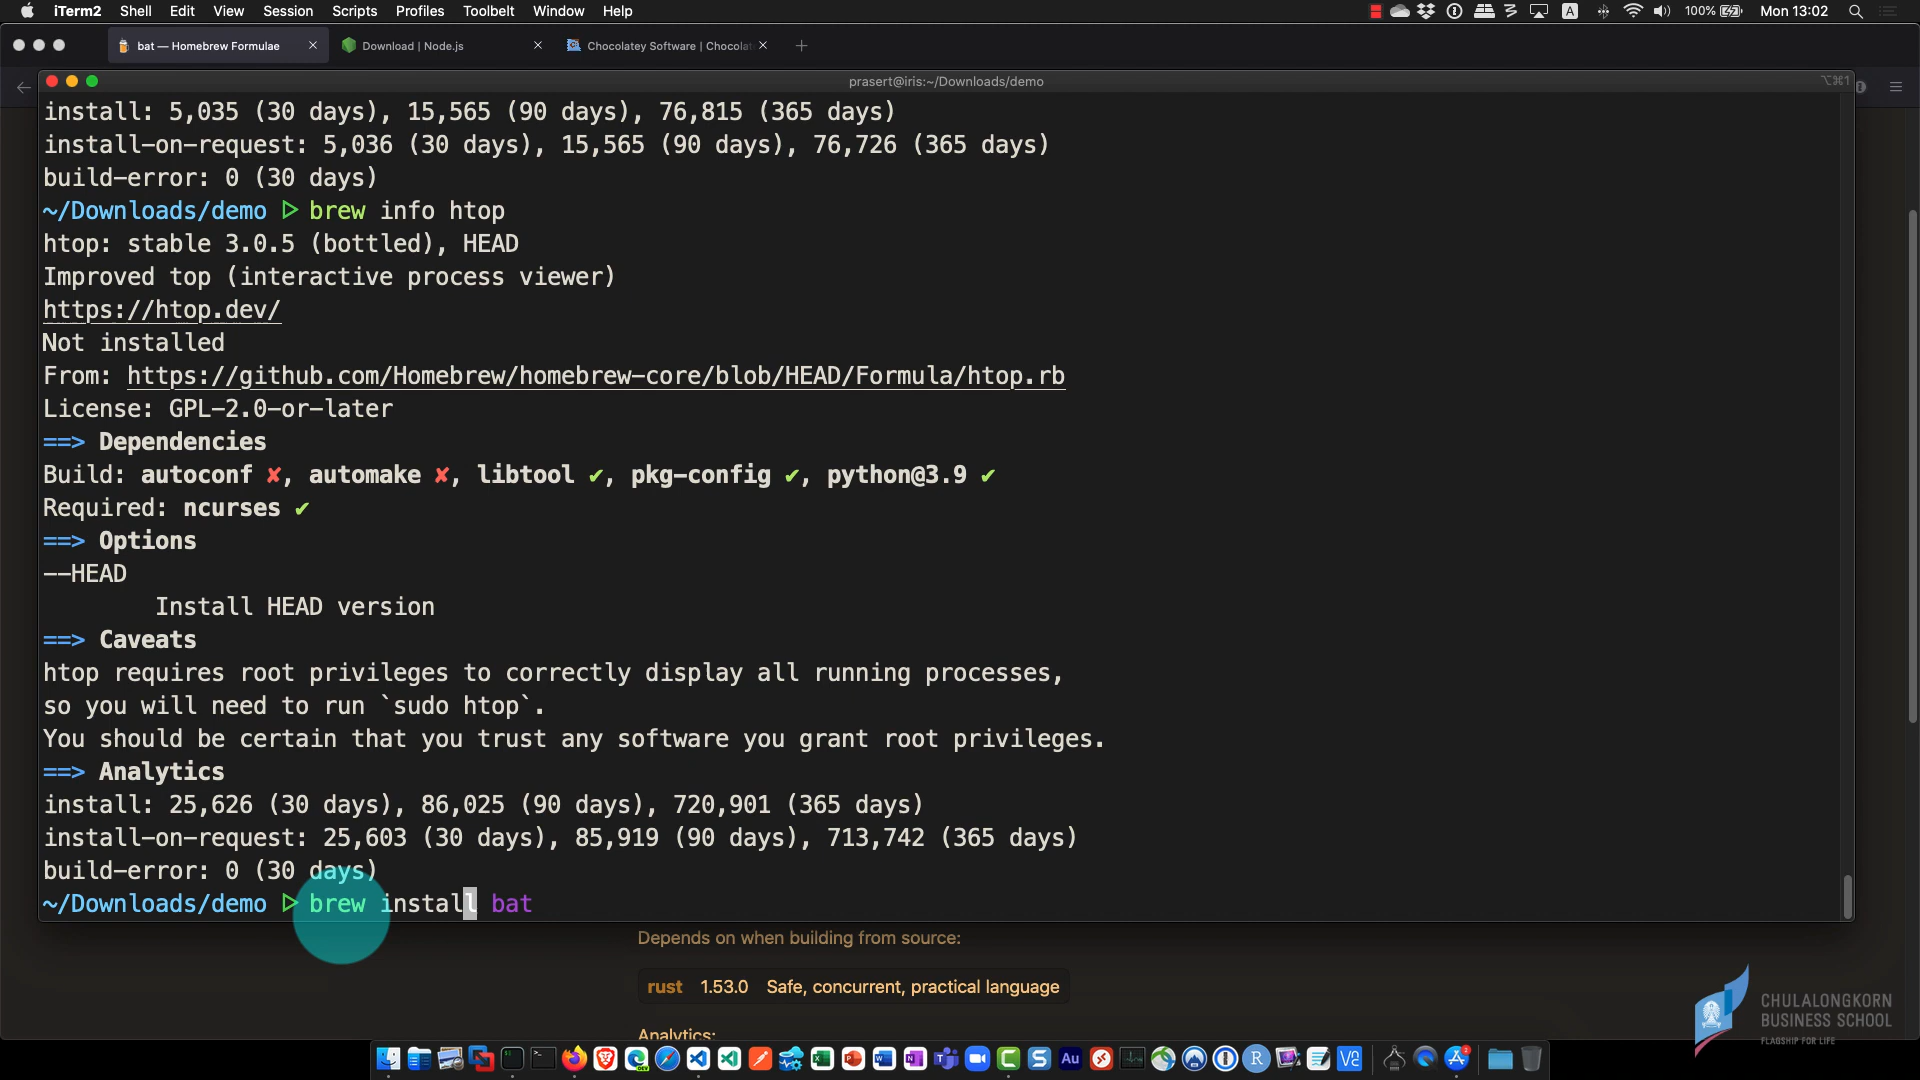 iTerm2 Shell Edit View Session Scripts Profiles Toolbelt Window Help 100% Mon 13:02
bat — Homebrew Formulae Download | Node.js Chocolatey Software | Chocolat
prasert@iris:~/Downloads/demo ⌥⌘1
install: 5,035 (30 days), 15,565 (90 days), 76,815 (365 days)
install-on-request: 5,036 (30 days), 15,565 (90 days), 76,726 (365 days)
build-error: 0 (30 days)
~/Downloads/demo ▷ brew info htop
htop: stable 3.0.5 (bottled), HEAD
Improved top (interactive process viewer)
https://htop.dev/
Not installed
From: https://github.com/Homebrew/homebrew-core/blob/HEAD/Formula/htop.rb
License: GPL-2.0-or-later
==> Dependencies
Build: autoconf ✘, automake ✘, libtool ✔, pkg-config ✔, python@3.9 ✔
Required: ncurses ✔
==> Options
--HEAD
Install HEAD version
==> Caveats
htop requires root privileges to correctly display all running processes,
so you will need to run `sudo htop`.
You should be certain that you trust any software you grant root privileges.
==> Analytics
install: 25,626 (30 days), 86,025 (90 days), 720,901 (365 days)
install-on-request: 25,603 (30 days), 85,919 (90 days), 713,742 (365 days)
build-error: 0 (30 days)
~/Downloads/demo ▷ brew install bat
Depends on when building from source:
rust 1.53.0 Safe, concurrent, practical language
Analytics:
CHULALONGKORN
BUSINESS SCHOOL
FLAGSHIP FOR LIFE